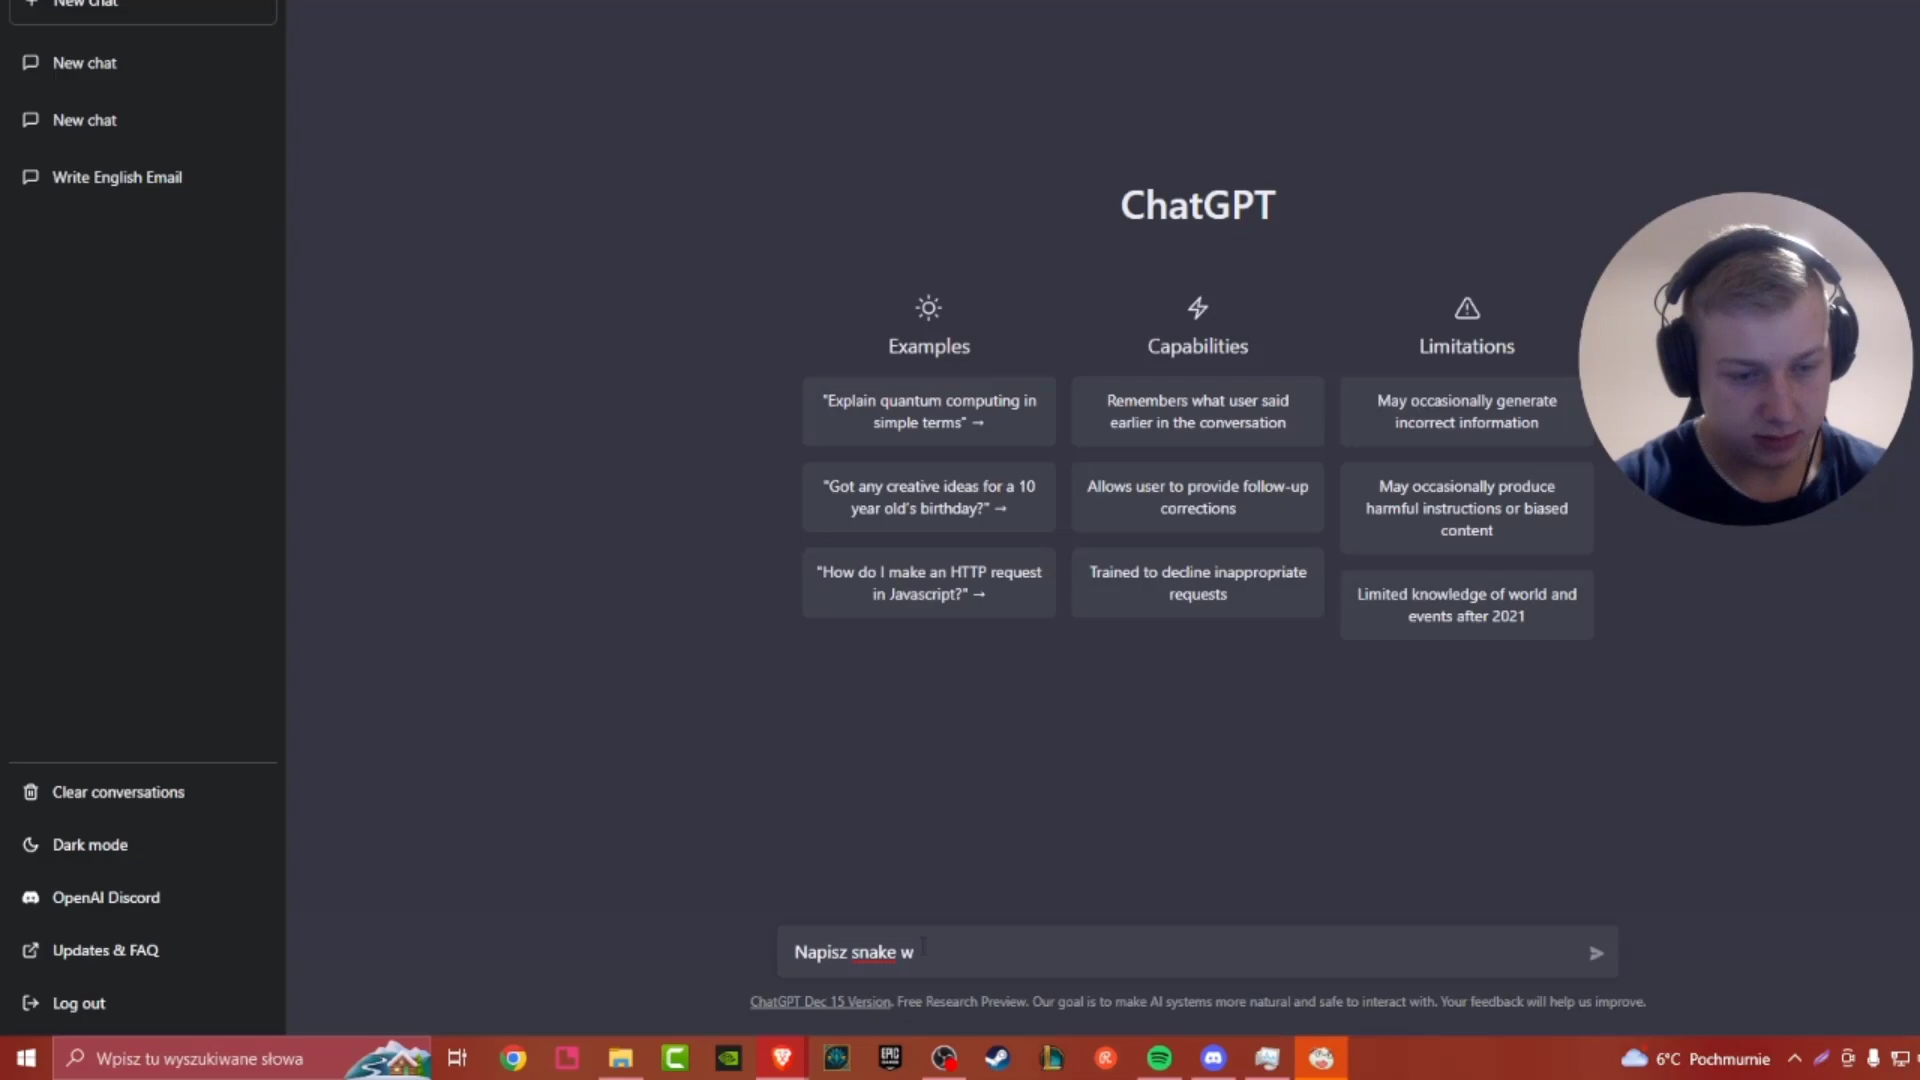 New chat
New chat
New chat
Write English Email
ChatGPT
Examples
Capabilities
Limitations
"Explain quantum computing in
simple terms" →
Remembers what user said
earlier in the conversation
May occasionally generate
incorrect information
"Got any creative ideas for a 10
year old's birthday?" →
Allows user to provide follow-up
corrections
May occasionally produce
harmful instructions or biased
content
"How do I make an HTTP request
in Javascript?" →
Trained to decline inappropriate
requests
Limited knowledge of world and
events after 2021
Clear conversations
Dark mode
OpenAI Discord
Updates & FAQ
Log out
Napisz snake w
ChatGPT Dec 15 Version. Free Research Preview. Our goal is to make AI systems more natural and safe to interact with. Your feedback will help us improve.
Wpisz tu wyszukiwane słowa
EPIC
6°C Pochmurnie